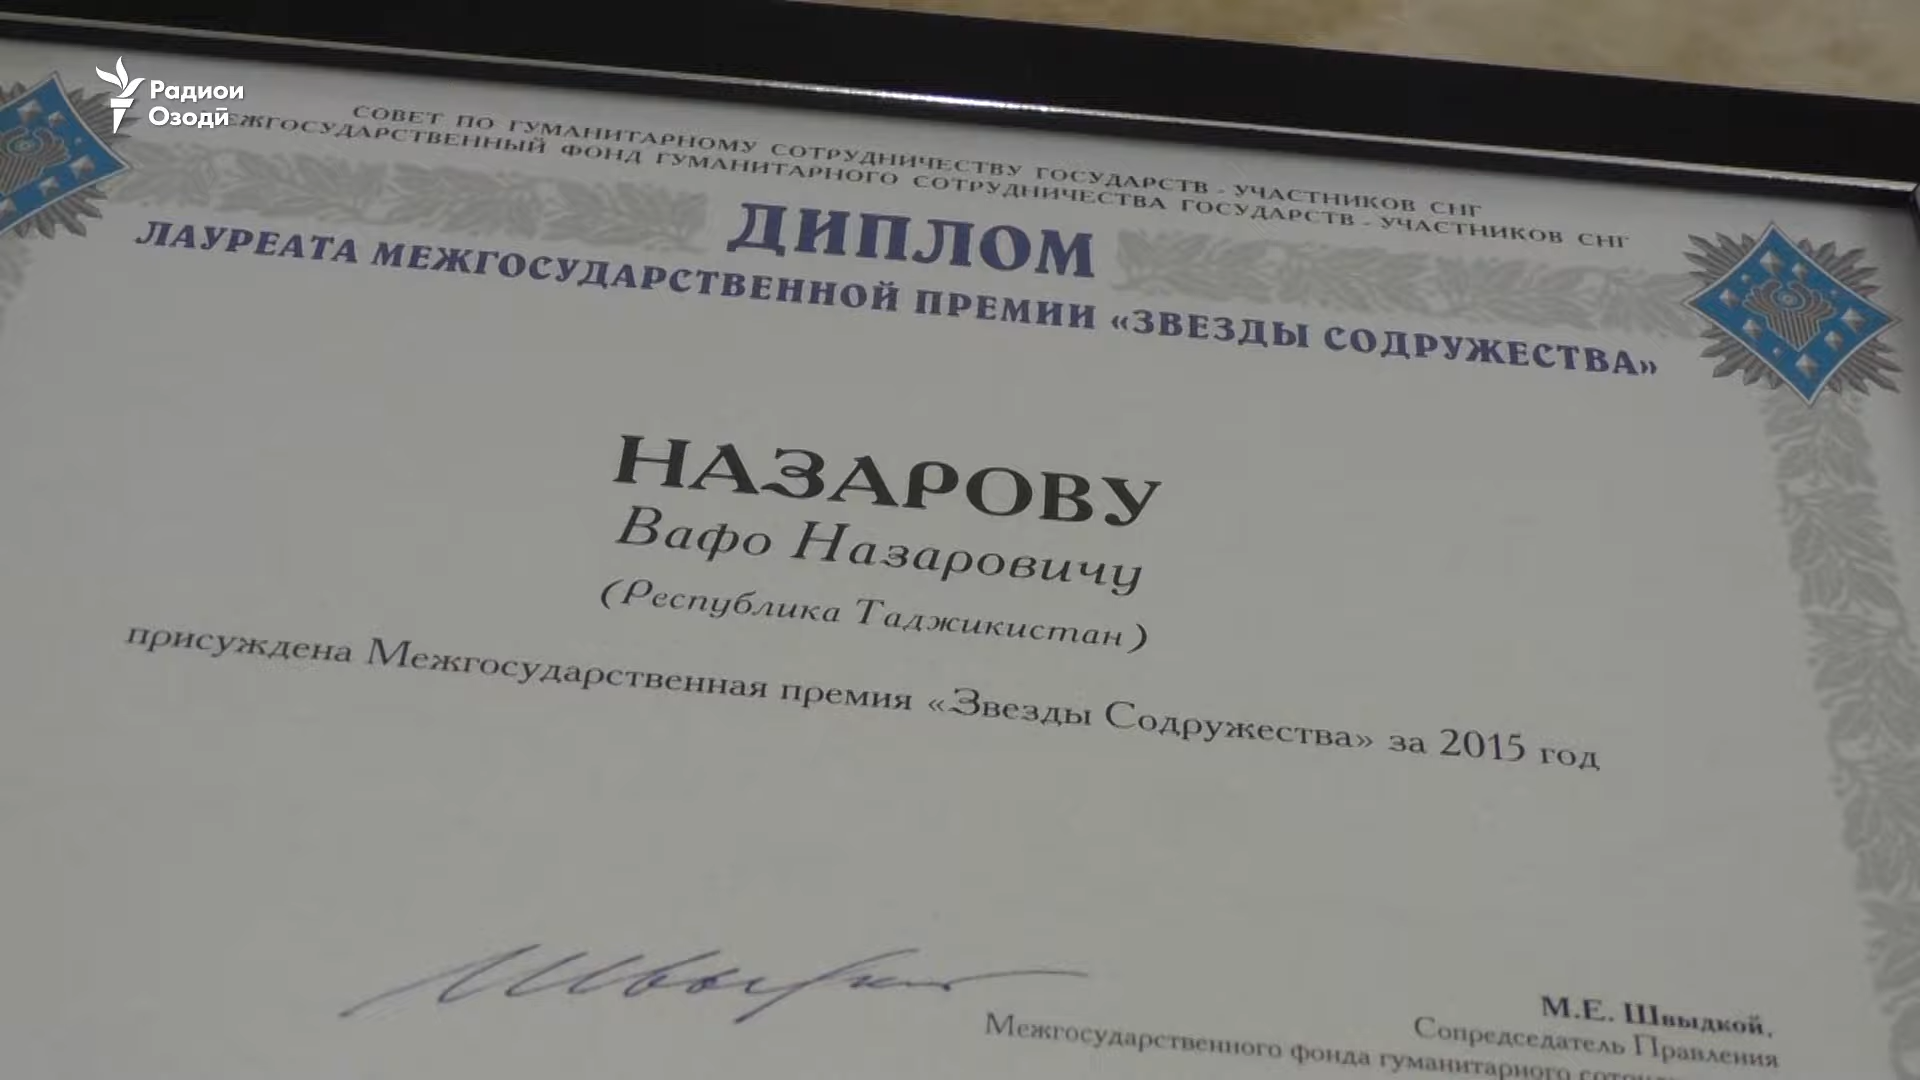 Радиои
Озодӣ
СОВЕТ ПО ГУМАНИТАРНОМУ СОТРУДНИЧЕСТВУ ГОСУДАРСТВ - УЧАСТНИКОВ СНГ
ЕЖГОСУДАРСТВЕННЫЙ ФОНД ГУМАНИТАРНОГО СОТРУДНИЧЕСТВА ГОСУДАРСТВ - УЧАСТНИКОВ СНГ
ДИПЛОМ
ЛАУРЕАТА МЕЖГОСУДАРСТВЕННОЙ ПРЕМИИ «ЗВЕЗДЫ СОДРУЖЕСТВА»
НАЗАРОВУ
Вафо Назаровичу
(Республика Таджикистан)
присуждена Межгосударственная премия «Звезды Содружества» за 2015 год
М.Е. Швыдкой,
Сопредседатель Правления
Межгосударственного фонда гуманитарного